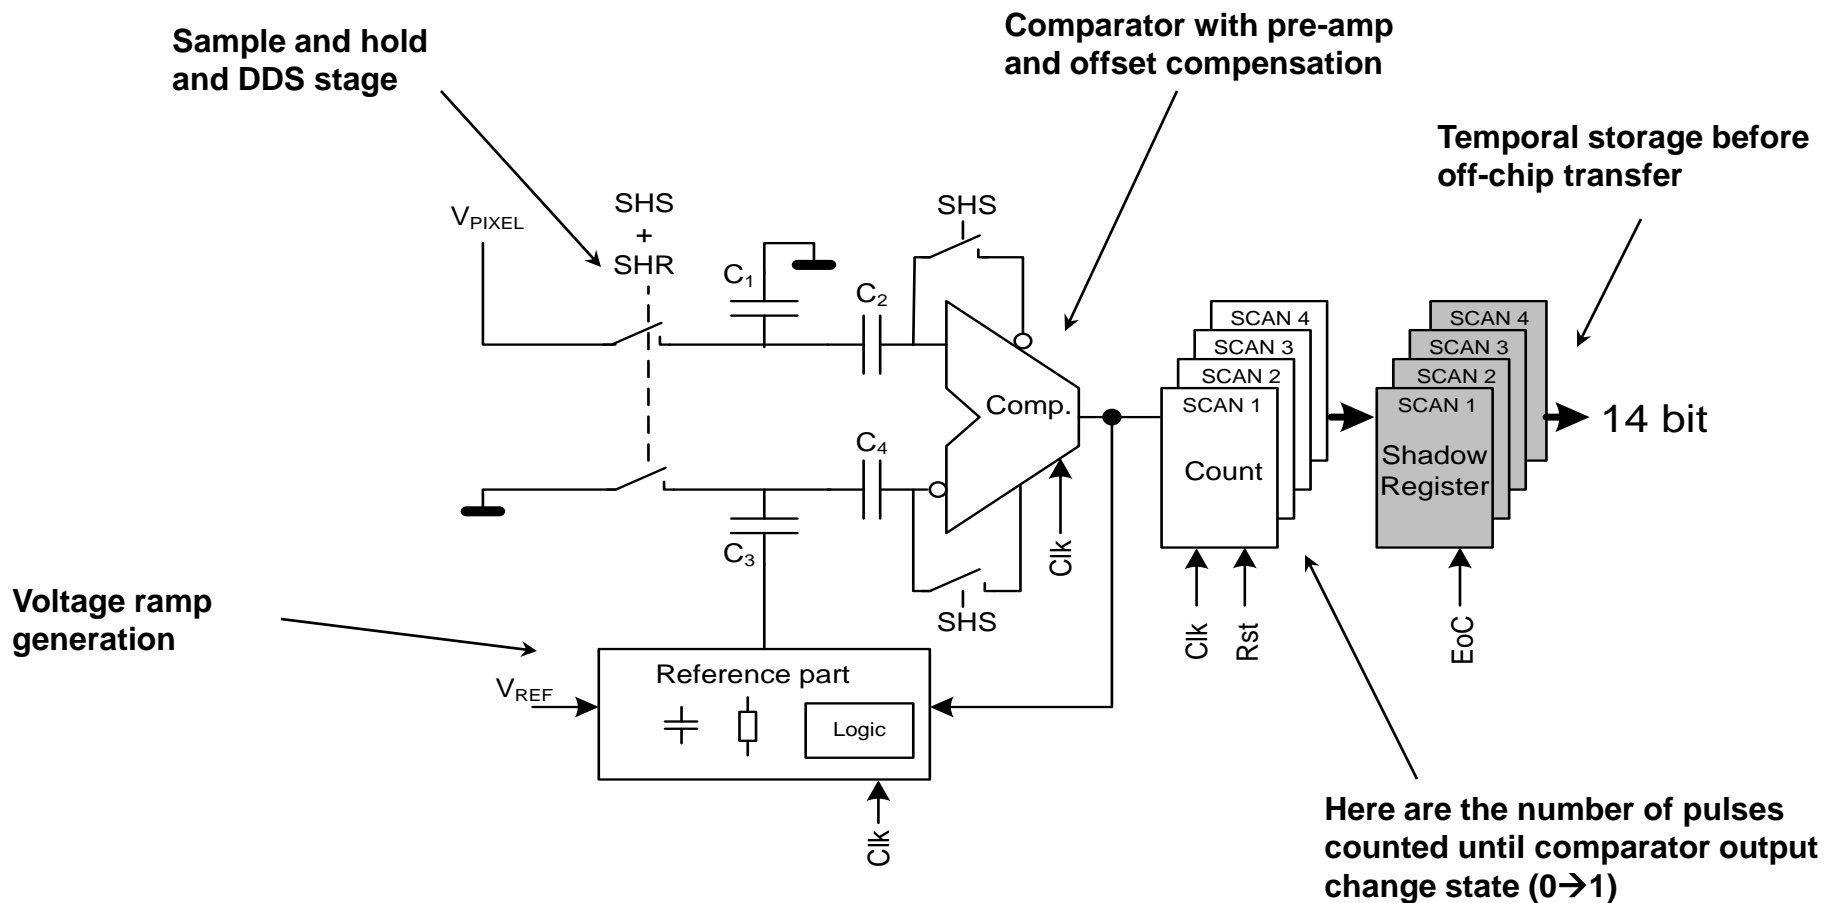 Sample and hold
and DDS stage
Comparator with pre-amp
and offset compensation
Temporal storage before
off-chip transfer
V_PIXEL
SHS
+
SHR
C1
C2
SHS
Comp.
C4
C3
Clk
SHS
SCAN 4
SCAN 3
SCAN 2
SCAN 1
Count
Clk
Rst
SCAN 4
SCAN 3
SCAN 2
SCAN 1
Shadow
Register
EoC
14 bit
Voltage ramp
generation
V_REF
Reference part
Logic
Clk
Here are the number of pulses
counted until comparator output
change state (0→1)